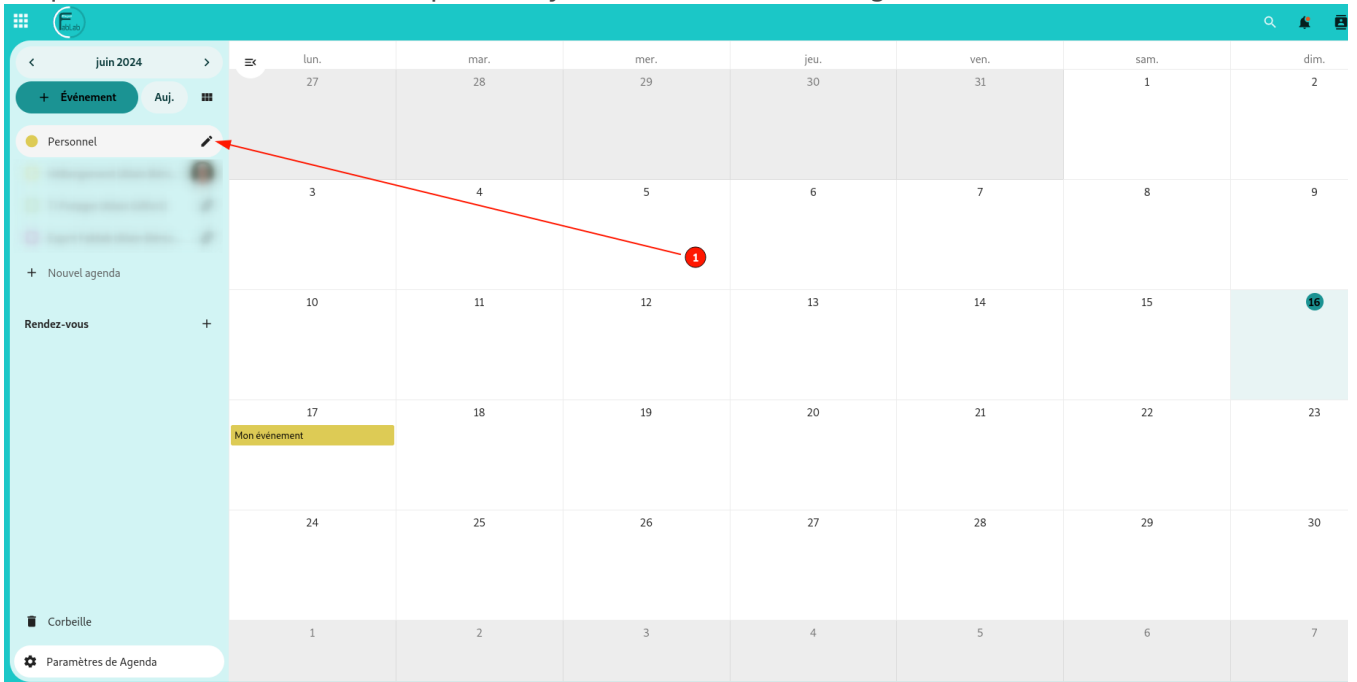 FabLab
juin 2024
lun. mar. mer. jeu. ven. sam. dim.
+ Événement Auj.
27 28 29 30 31 1 2
Personnel
3 4 5 6 7 8 9
1
+ Nouvel agenda
10 11 12 13 14 15 16
Rendez-vous +
17 18 19 20 21 22 23
Mon événement
24 25 26 27 28 29 30
Corbeille
1 2 3 4 5 6 7
Paramètres de Agenda